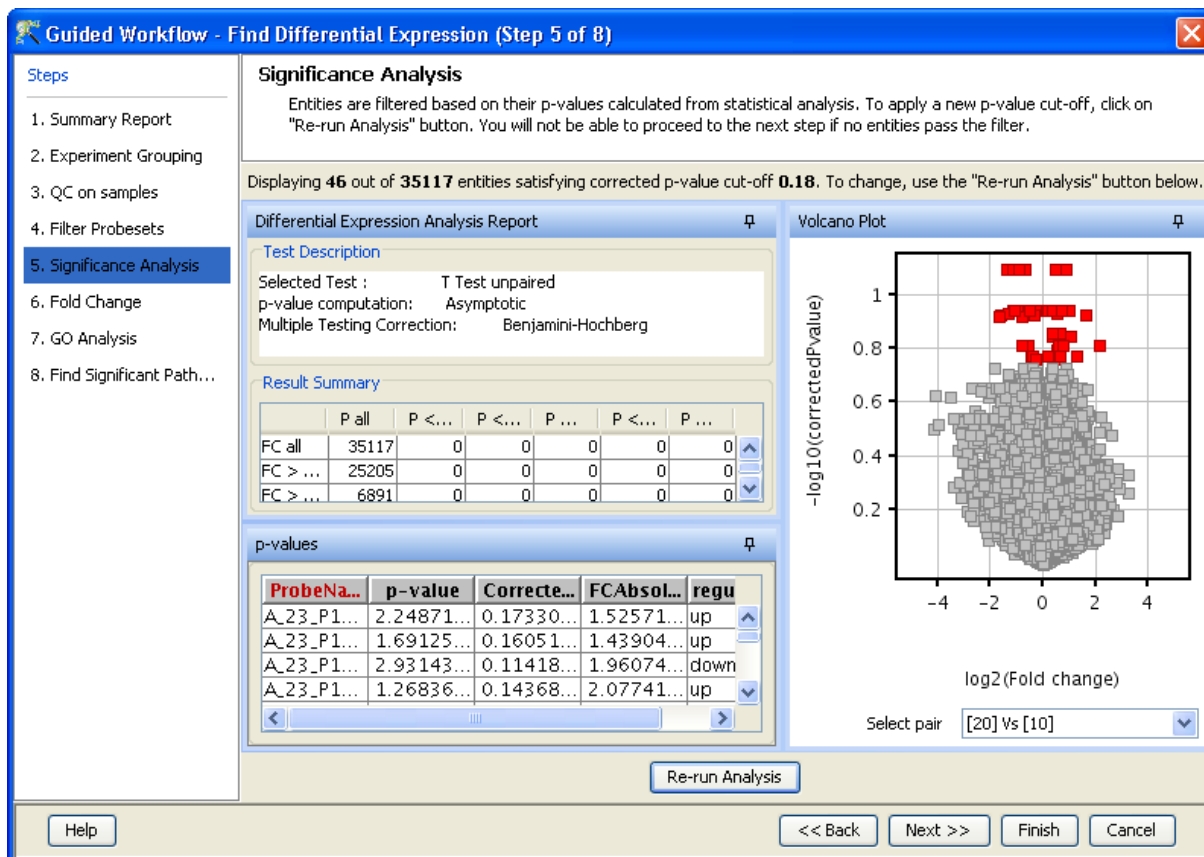 Guided Workflow - Find Differential Expression (Step 5 of 8)
Steps
1. Summary Report
2. Experiment Grouping
3. QC on samples
4. Filter Probesets
5. Significance Analysis
6. Fold Change
7. GO Analysis
8. Find Significant Path...
Significance Analysis
Entities are filtered based on their p-values calculated from statistical analysis. To apply a new p-value cut-off, click on
"Re-run Analysis" button. You will not be able to proceed to the next step if no entities pass the filter.
Displaying 46 out of 35117 entities satisfying corrected p-value cut-off 0.18. To change, use the "Re-run Analysis" button below.
Differential Expression Analysis Report
Test Description
Selected Test : T Test unpaired
p-value computation: Asymptotic
Multiple Testing Correction: Benjamini-Hochberg
Result Summary
P all P <... P <... P ... P <... P ...
FC all 35117 0 0 0 0 0
FC > ... 25205 0 0 0 0 0
FC > ... 6891 0 0 0 0 0
p-values
ProbeNa... p-value Correcte... FCAbsol... regu
A_23_P1... 2.24871... 0.17330... 1.52571... up
A_23_P1... 1.69125... 0.16051... 1.43904... up
A_23_P1... 2.93143... 0.11418... 1.96074... down
A_23_P1... 1.26836... 0.14368... 2.07741... up
Volcano Plot
-log10(correctedPvalue)
1
0.8
0.6
0.4
0.2
-4 -2 0 2 4
log2(Fold change)
Select pair [20] Vs [10]
Re-run Analysis
Help << Back Next >> Finish Cancel